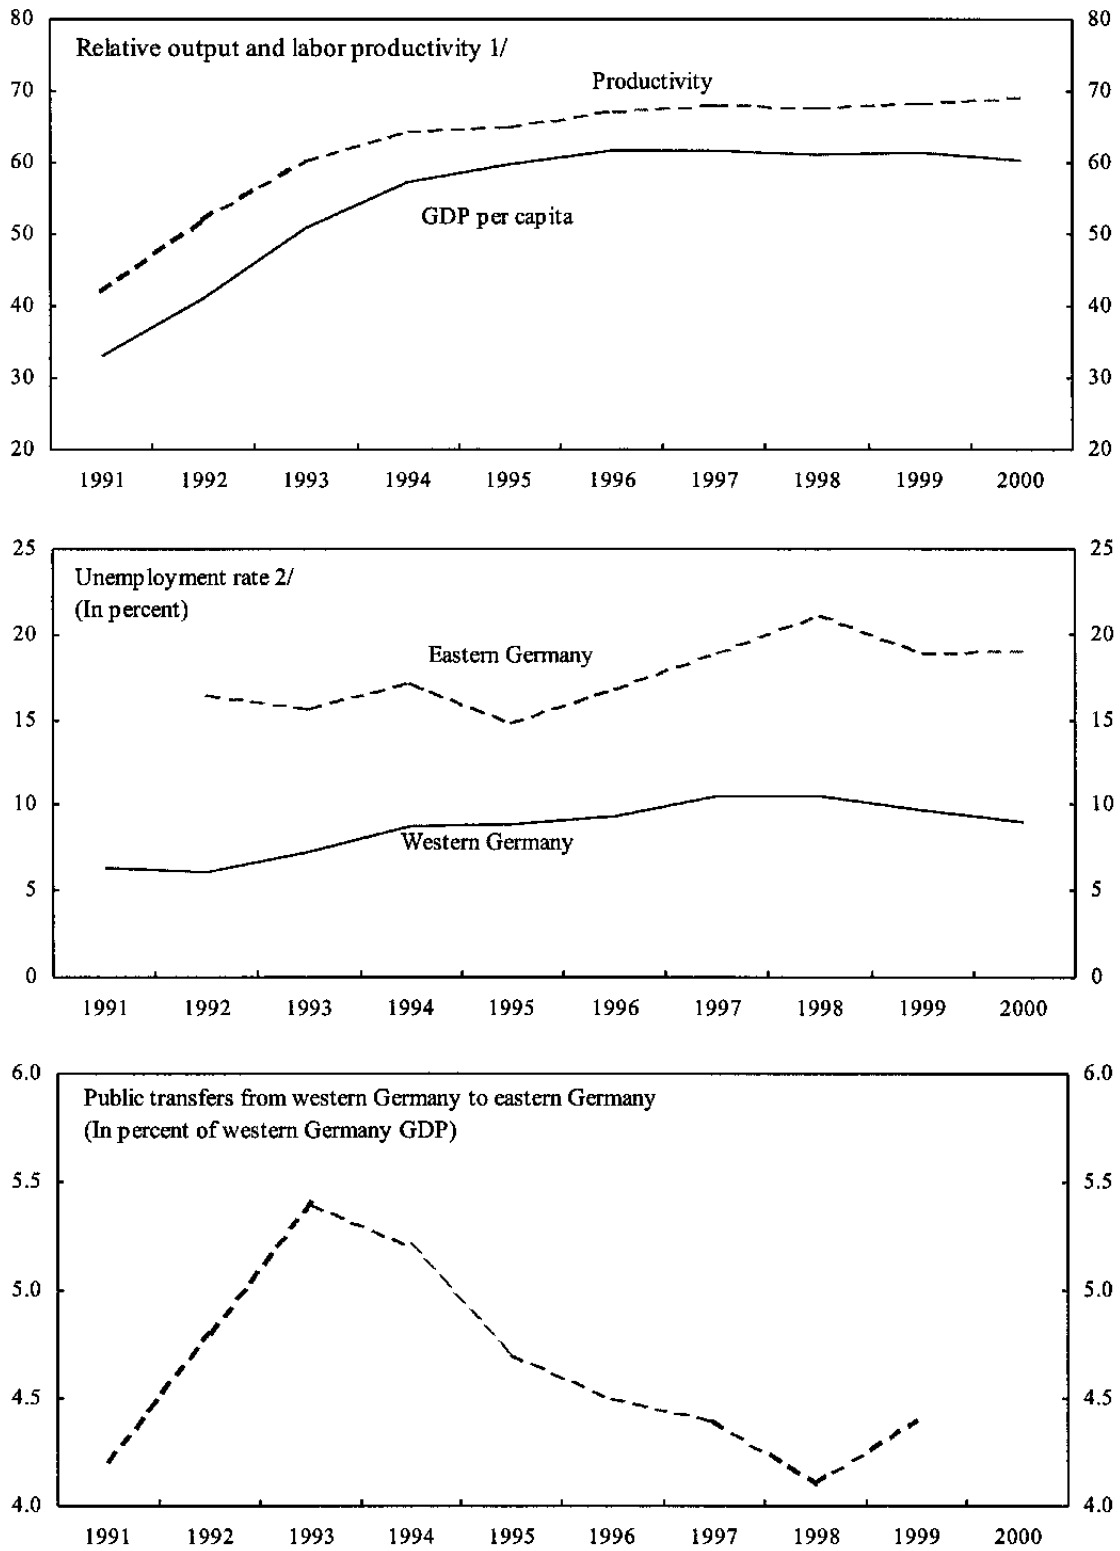 80 80
Relative output and labor productivity 1/
70 70
Productivity
60 60
GDP per capita
50 50
40 40
30 30
20 20
1991 1992 1993 1994 1995 1996 1997 1998 1999 2000
25 25
Unemployment rate 2/
(In percent)
20 20
Eastern Germany
15 15
10 10
Western Germany
5 5
0 0
1991 1992 1993 1994 1995 1996 1997 1998 1999 2000
6.0 6.0
Public transfers from western Germany to eastern Germany
(In percent of western Germany GDP)
5.5 5.5
5.0 5.0
4.5 4.5
4.0 4.0
1991 1992 1993 1994 1995 1996 1997 1998 1999 2000